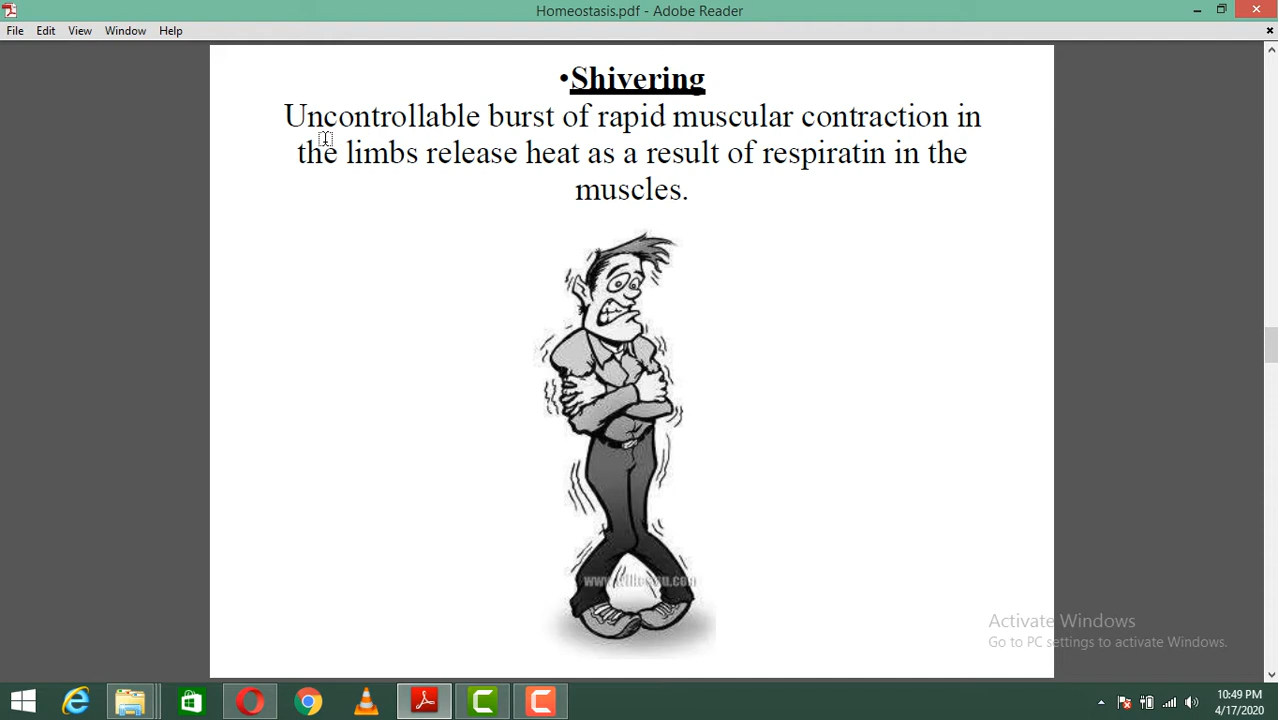 Homeostasis.pdf - Adobe Reader
File Edit View Window Help
•Shivering
Uncontrollable burst of rapid muscular contraction in
the limbs release heat as a result of respiratin in the
muscles.
Activate Windows
Go to PC settings to activate Windows.
10:49 PM
4/17/2020